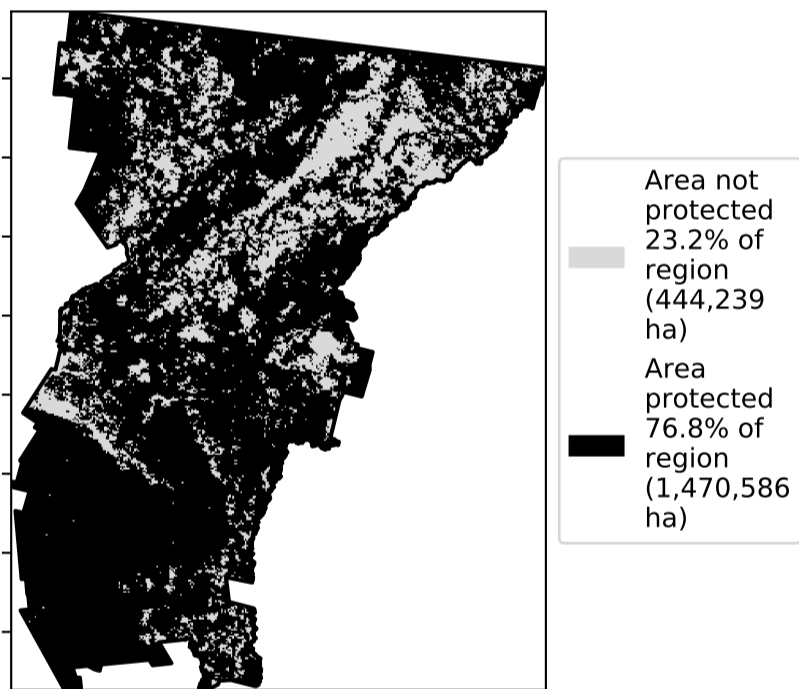 Area not
protected
23.2% of
region
(444,239
ha)
Area
protected
76.8% of
region
(1,470,586
ha)